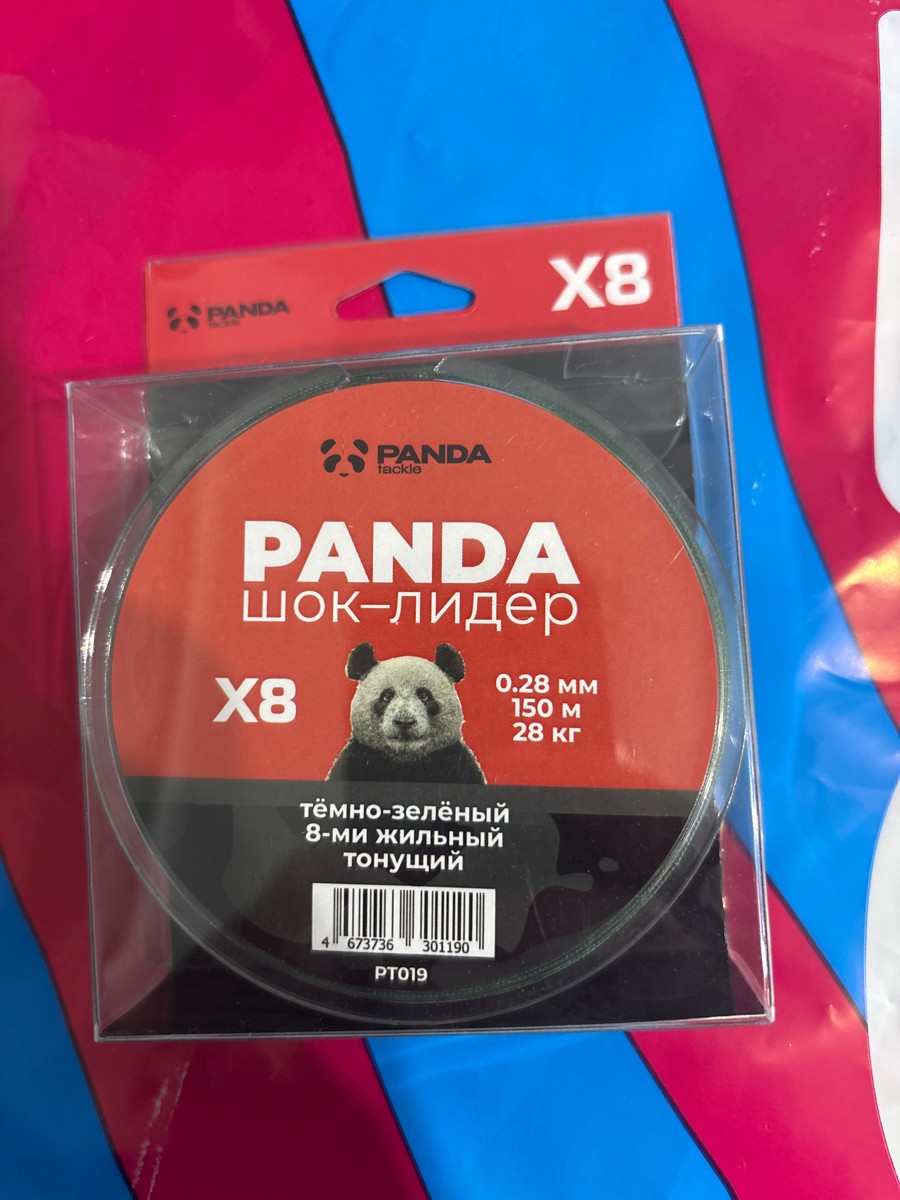 PANDA
tackle
X8
PANDA
tackle
PANDA
шок–лидер
X8
0.28 мм
150 м
28 кг
тёмно-зелёный
8-ми жильный
тонущий
4 673736 301190
PT019